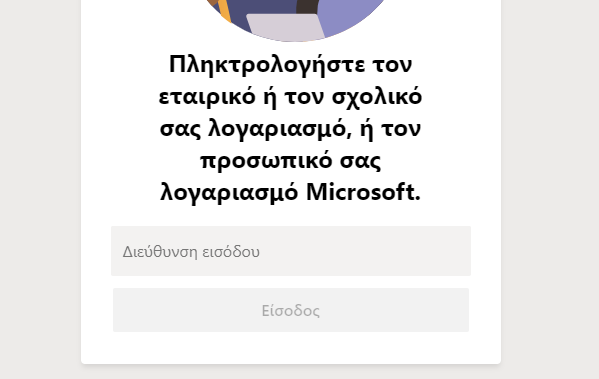 Πληκτρολογήστε τον
εταιρικό ή τον σχολικό
σας λογαριασμό, ή τον
προσωπικό σας
λογαριασμό Microsoft.
Διεύθυνση εισόδου
Είσοδος